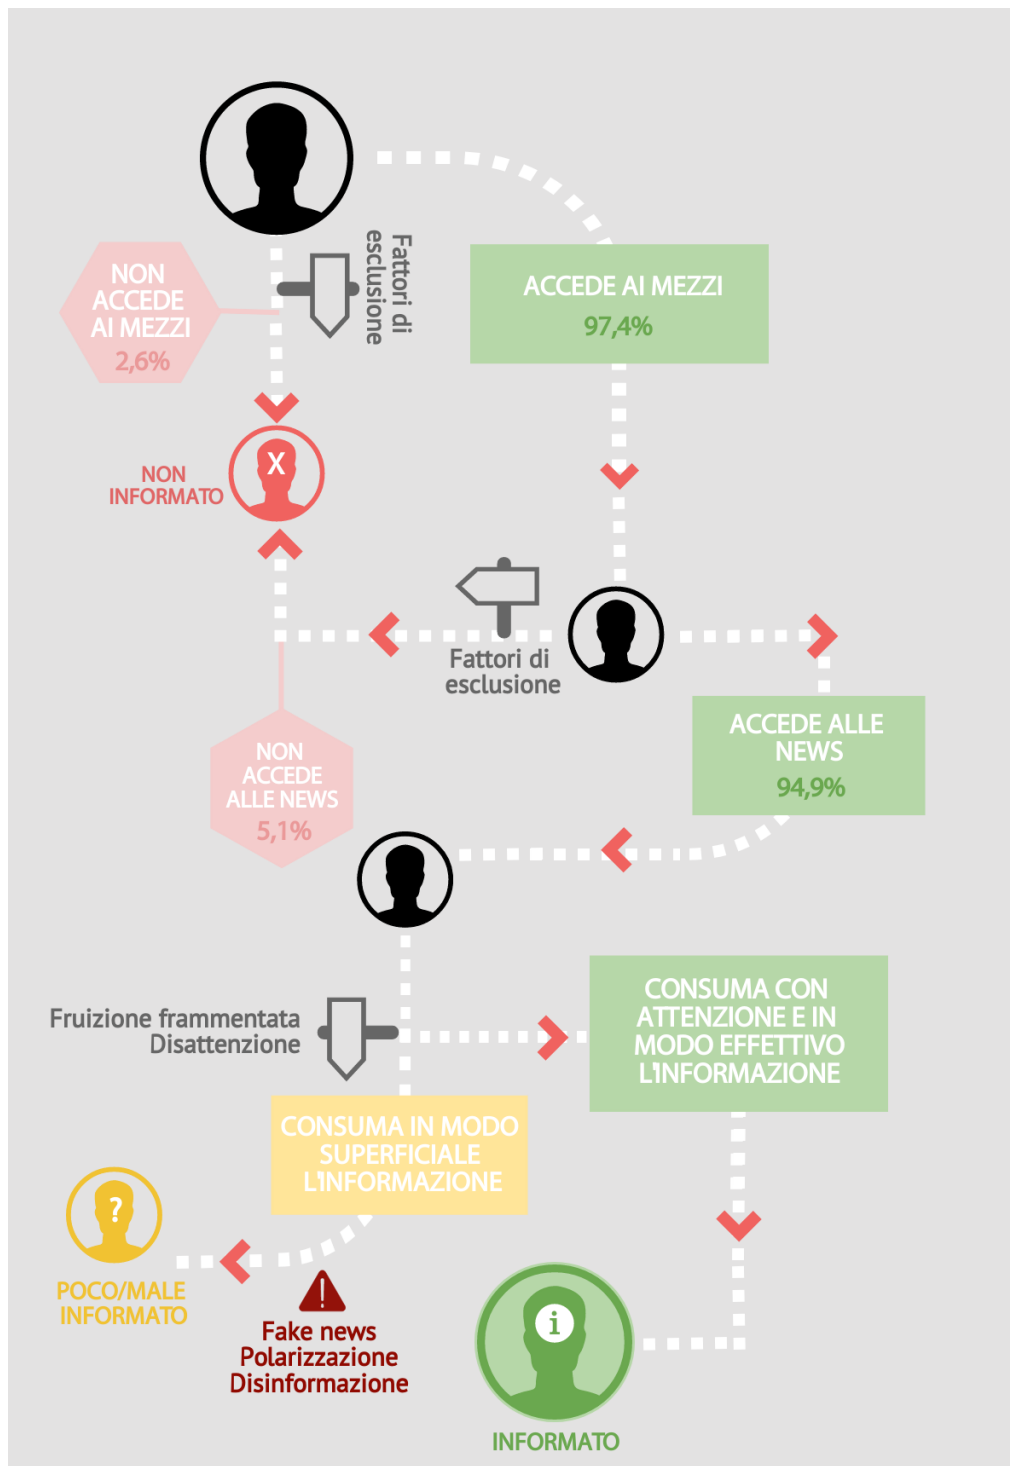 Fattori di
esclusione
NON
ACCEDE
AI MEZZI
2,6%
ACCEDE AI MEZZI
97,4%
X
NON
INFORMATO
Fattori di
esclusione
ACCEDE ALLE
NEWS
94,9%
NON
ACCEDE
ALLE NEWS
5,1%
Fruizione frammentata
Disattenzione
CONSUMA CON
ATTENZIONE E IN
MODO EFFETTIVO
L'INFORMAZIONE
CONSUMA IN MODO
SUPERFICIALE
L'INFORMAZIONE
?
POCO/MALE
INFORMATO
!
Fake news
Polarizzazione
Disinformazione
i
INFORMATO